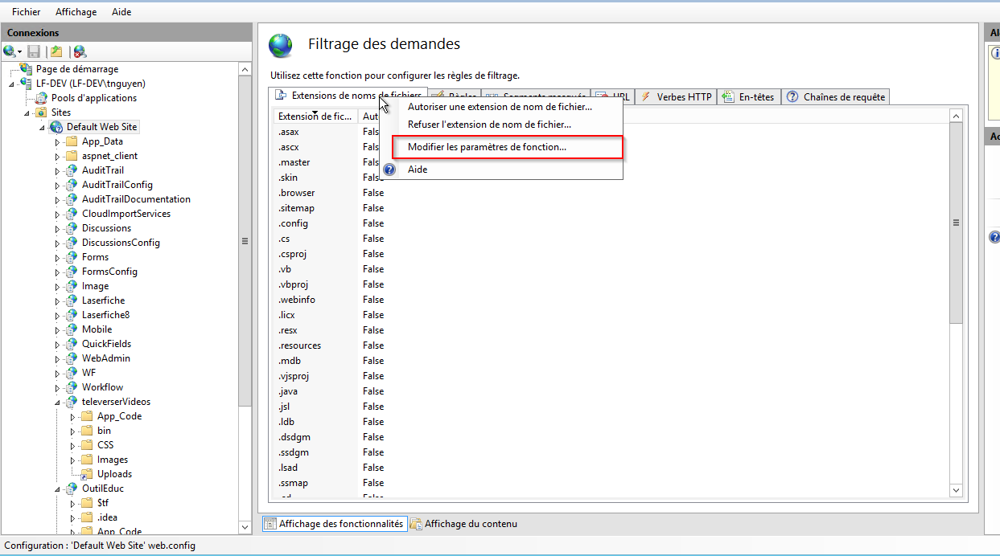 Fichier Affichage Aide
Connexions
Page de démarrage
LF-DEV (LF-DEV\tnguyen)
Pools d'applications
Sites
Default Web Site
App_Data
aspnet_client
AuditTrail
AuditTrailConfig
AuditTrailDocumentation
CloudImportServices
Discussions
DiscussionsConfig
Forms
FormsConfig
Image
Laserfiche
Laserfiche8
Mobile
QuickFields
WebAdmin
WF
Workflow
televerserVideos
App_Code
bin
CSS
Images
Uploads
OutilEduc
$tf
.idea
App_Code
Filtrage des demandes
Utilisez cette fonction pour configurer les règles de filtrage.
Extensions de noms de fichiers Règles Segments masqués URL Verbes HTTP En-têtes Chaînes de requête
Autoriser une extension de nom de fichier...
Refuser l'extension de nom de fichier...
Modifier les paramètres de fonction...
Aide
Extension de fic... Aut
.asax Fals
.ascx Fals
.master Fals
.skin Fals
.browser False
.sitemap False
.config False
.cs False
.csproj False
.vb False
.vbproj False
.webinfo False
.licx False
.resx False
.resources False
.mdb False
.vjsproj False
.java False
.jsl False
.ldb False
.dsdgm False
.ssdgm False
.lsad False
.ssmap False
Affichage des fonctionnalités Affichage du contenu
Al
Ac
Configuration : 'Default Web Site' web.config